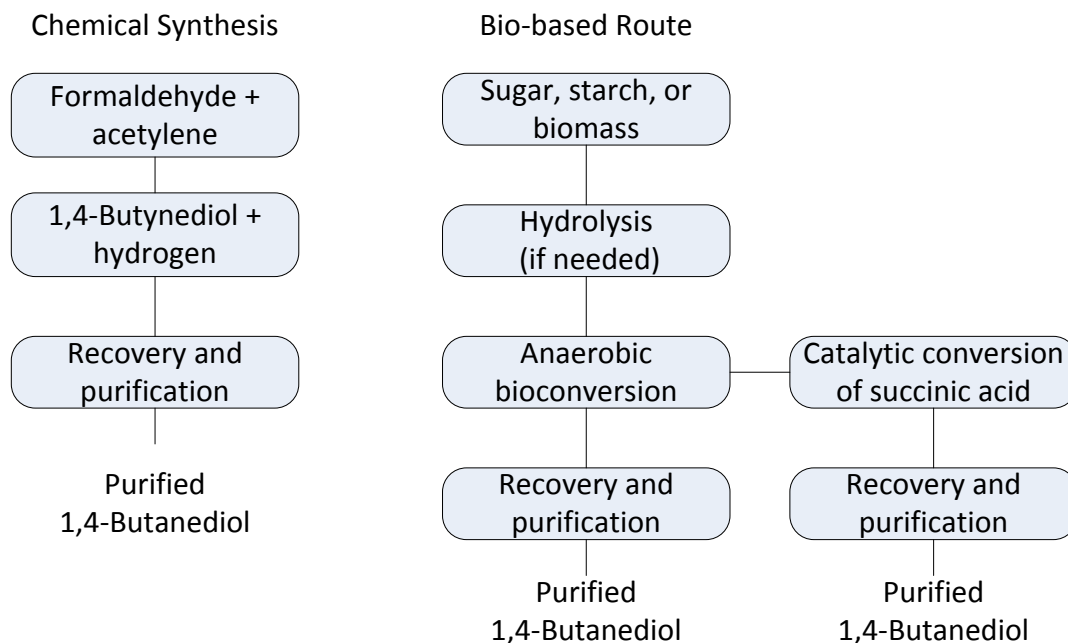 Chemical Synthesis
Formaldehyde +
acetylene
1,4-Butynediol +
hydrogen
Recovery and
purification
Purified
1,4-Butanediol
Bio-based Route
Sugar, starch, or
biomass
Hydrolysis
(if needed)
Anaerobic
bioconversion
Recovery and
purification
Purified
1,4-Butanediol
Catalytic conversion
of succinic acid
Recovery and
purification
Purified
1,4-Butanediol